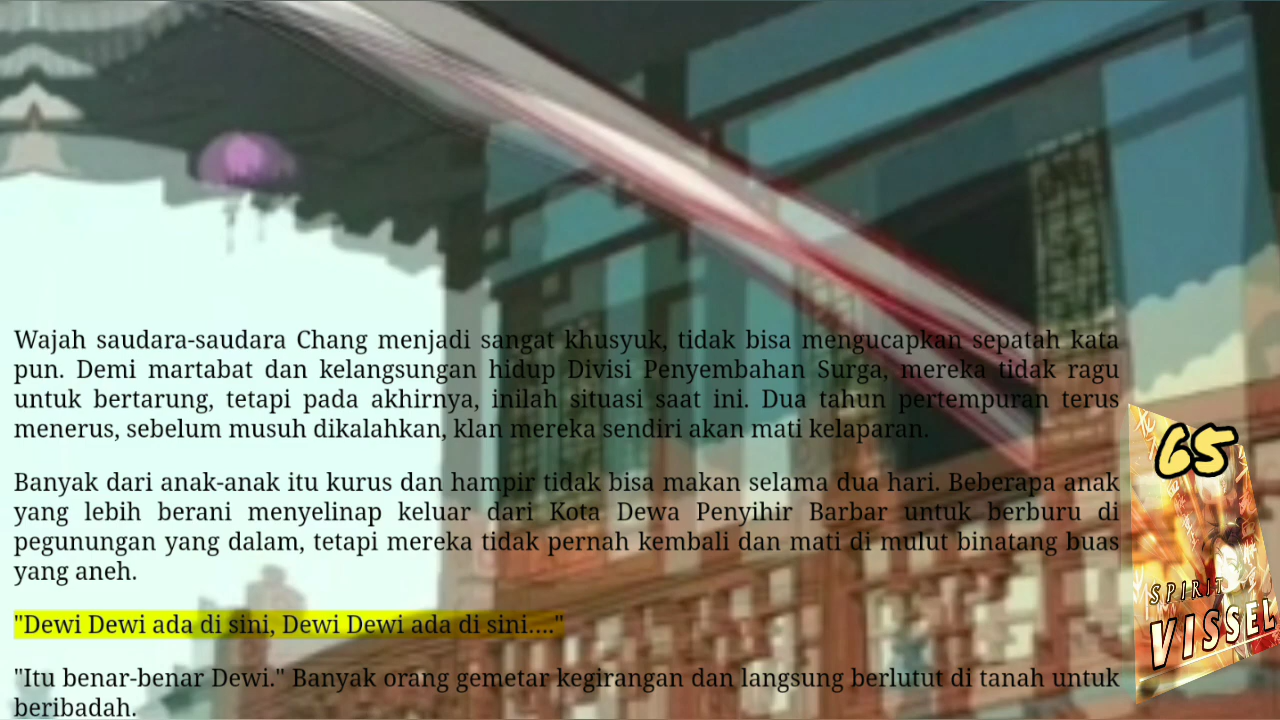 Wajah saudara-saudara Chang menjadi sangat khusyuk, tidak bisa mengucapkan sepatah kata
pun. Demi martabat dan kelangsungan hidup Divisi Penyembahan Surga, mereka tidak ragu
untuk bertarung, tetapi pada akhirnya, inilah situasi saat ini. Dua tahun pertempuran terus
menerus, sebelum musuh dikalahkan, klan mereka sendiri akan mati kelaparan.
Banyak dari anak-anak itu kurus dan hampir tidak bisa makan selama dua hari. Beberapa anak
yang lebih berani menyelinap keluar dari Kota Dewa Penyihir Barbar untuk berburu di
pegunungan yang dalam, tetapi mereka tidak pernah kembali dan mati di mulut binatang buas
yang aneh.
"Dewi Dewi ada di sini, Dewi Dewi ada di sini…."
"Itu benar-benar Dewi." Banyak orang gemetar kegirangan dan langsung berlutut di tanah untuk
beribadah.
65
SPIRIT
VISSEL